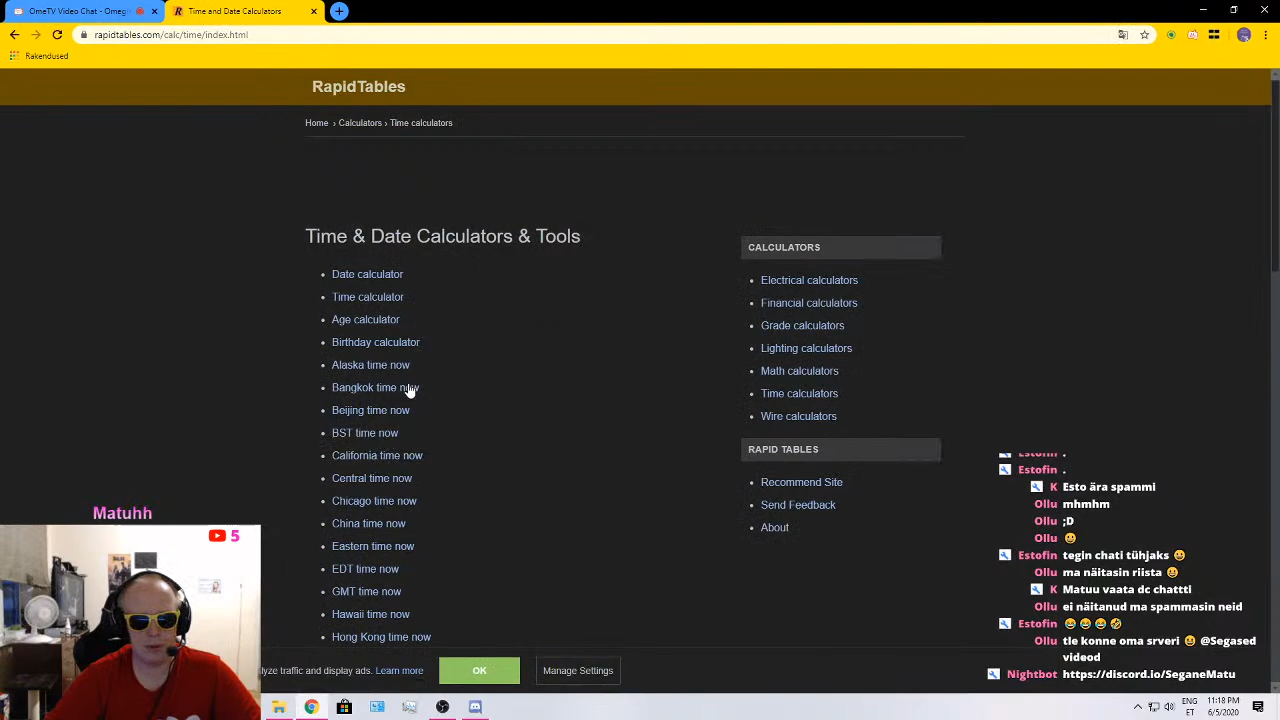 OmeTV Video Chat - Omegl
Time and Date Calculators
rapidtables.com/calc/time/index.html
Rakendused
RapidTables
Home › Calculators › Time calculators
Time & Date Calculators & Tools
Date calculator
Time calculator
Age calculator
Birthday calculator
Alaska time now
Bangkok time now
Beijing time now
BST time now
California time now
Central time now
Chicago time now
China time now
Eastern time now
EDT time now
GMT time now
Hawaii time now
Hong Kong time now
CALCULATORS
Electrical calculators
Financial calculators
Grade calculators
Lighting calculators
Math calculators
Time calculators
Wire calculators
RAPID TABLES
Recommend Site
Send Feedback
About
Estofin .
Estofin .
K Esto ära spammi
Ollu mhmhm
Ollu ;D
Ollu 😀
Estofin tegin chati tühjaks 😀
Ollu ma näitasin riista 😀
K Matuu vaata dc chattti
Ollu ei näitanud ma spammasin neid
Estofin 😂😂😂🤣
Ollu tle konne oma srveri 😀 @Segased
videod
Nightbot https://discord.io/SeganeMatu
Matuhh
5
lyze traffic and display ads. Learn more
OK
Manage Settings
11:18 PM
ET
6/5/2020